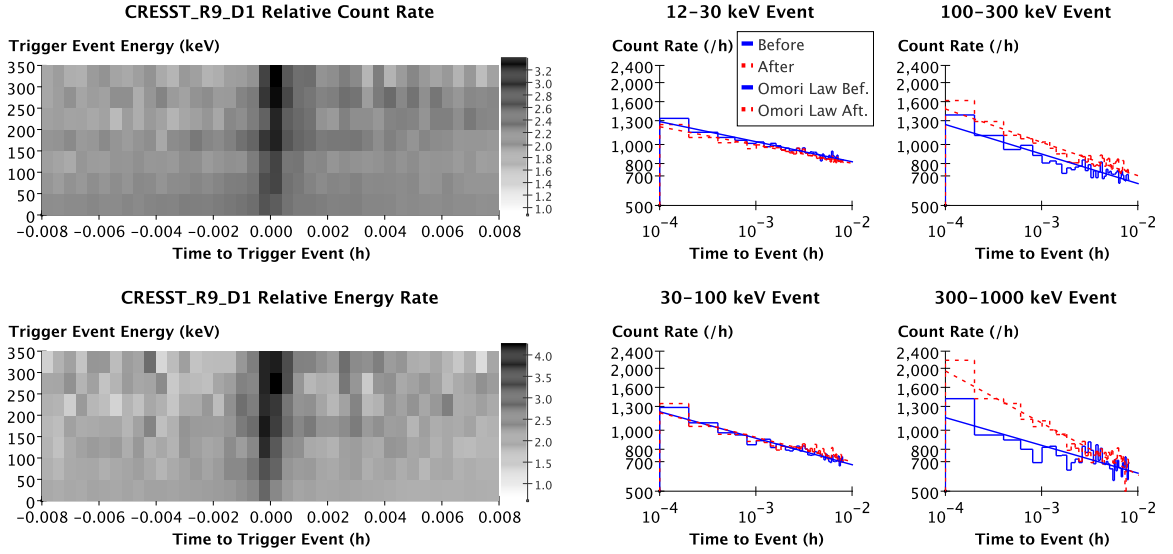 CRESST_R9_D1 Relative Count Rate
Trigger Event Energy (keV)
350
300
250
200
150
100
50
0
−0.008 −0.006 −0.004 −0.002 0.000 0.002 0.004 0.006 0.008
Time to Trigger Event (h)
3.2
3.0
2.8
2.6
2.4
2.2
2.0
1.8
1.6
1.4
1.2
1.0
12–30 keV Event
Count Rate (/h)
Before
After
Omori Law Bef.
Omori Law Aft.
2,400
2,000
1,600
1,300
1,000
800
700
500
10−4 10−3 10−2
Time to Event (h)
100–300 keV Event
Count Rate (/h)
2,400
2,000
1,600
1,300
1,000
800
700
500
10−4 10−3 10−2
Time to Event (h)
CRESST_R9_D1 Relative Energy Rate
Trigger Event Energy (keV)
350
300
250
200
150
100
50
0
−0.008 −0.006 −0.004 −0.002 0.000 0.002 0.004 0.006 0.008
Time to Trigger Event (h)
4.0
3.5
3.0
2.5
2.0
1.5
1.0
30–100 keV Event
Count Rate (/h)
2,400
2,000
1,600
1,300
1,000
800
700
500
10−4 10−3 10−2
Time to Event (h)
300–1000 keV Event
Count Rate (/h)
2,400
2,000
1,600
1,300
1,000
800
700
500
10−4 10−3 10−2
Time to Event (h)